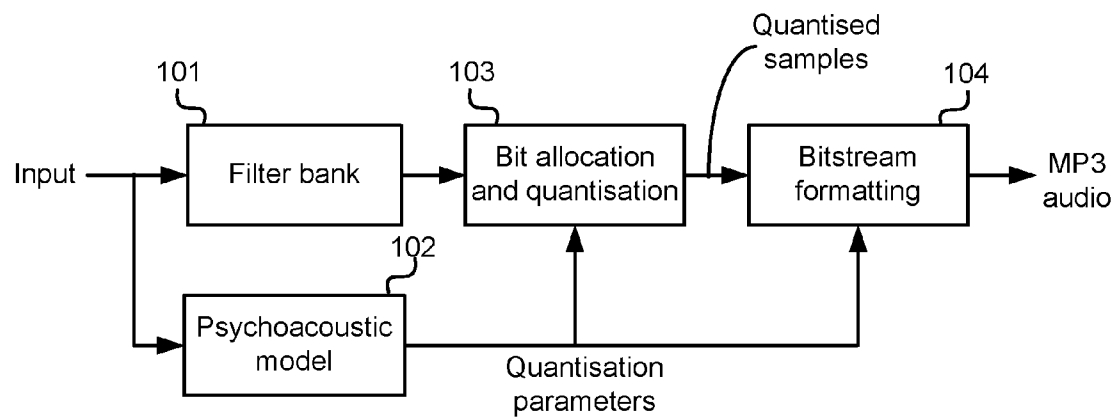 Quantised
samples
101
103
104
Input
Filter bank
Bit allocation
and quantisation
Bitstream
formatting
MP3
audio
102
Psychoacoustic
model
Quantisation
parameters